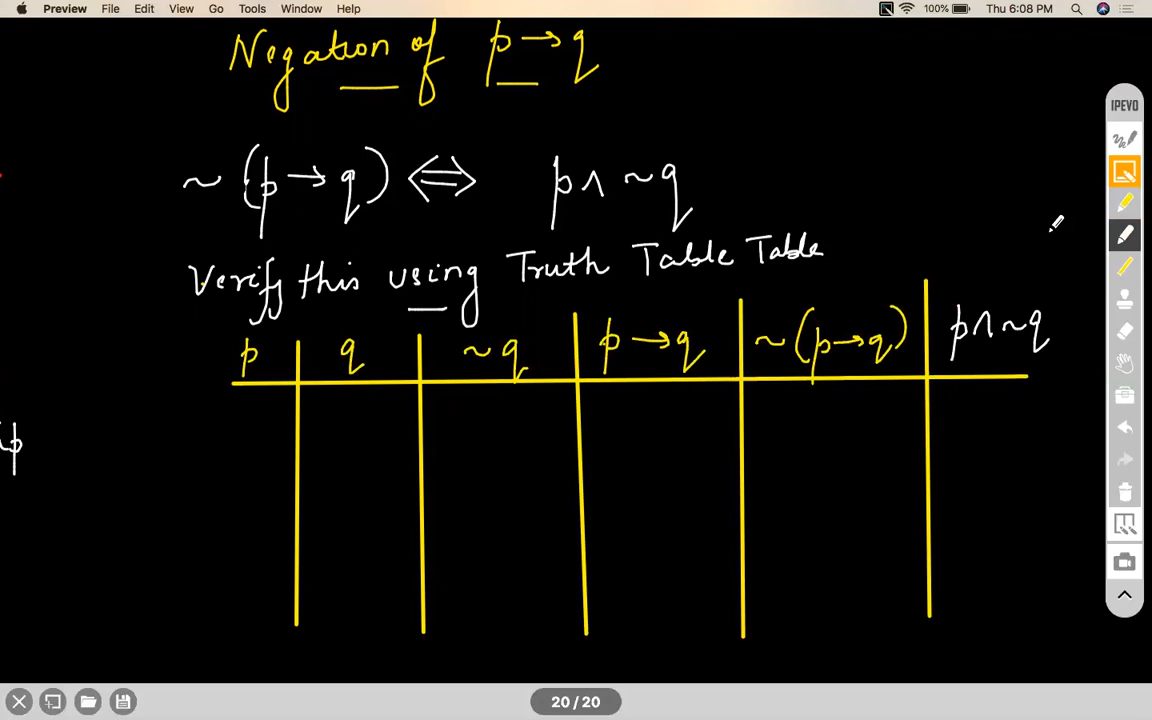 Preview File Edit View Go Tools Window Help 100% Thu 6:08 PM
Negation of p → q
IPEVO
~ (p → q) ⇔ p ∧ ~q
Verify this using Truth Table Table
p q ~q p → q ~(p → q) p ∧ ~q
20 / 20